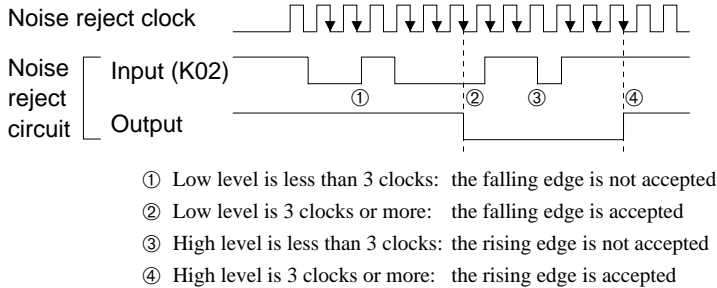 Noise reject clock
Noise
reject
circuit
Input (K02)
① ② ③ ④
Output
① Low level is less than 3 clocks: the falling edge is not accepted
② Low level is 3 clocks or more: the falling edge is accepted
③ High level is less than 3 clocks: the rising edge is not accepted
④ High level is 3 clocks or more: the rising edge is accepted